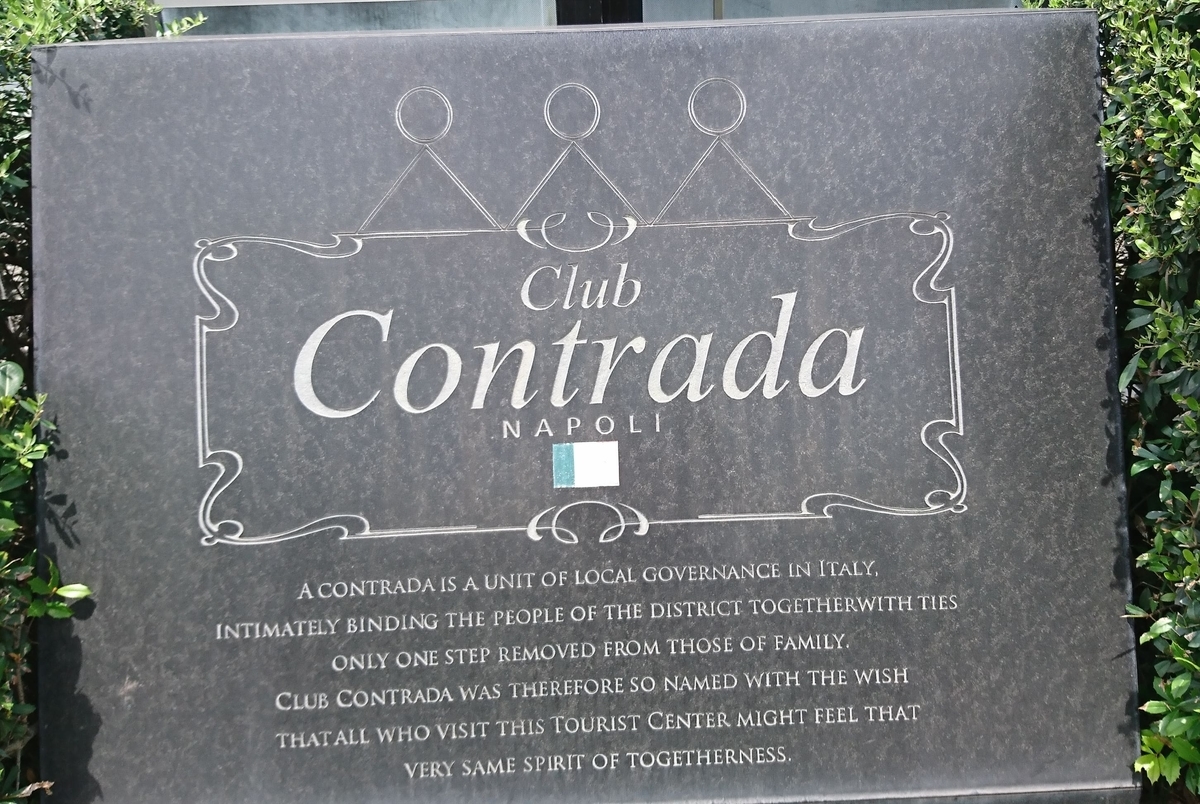 Club
Contrada
NAPOLI
A CONTRADA IS A UNIT OF LOCAL GOVERNANCE IN ITALY,
INTIMATELY BINDING THE PEOPLE OF THE DISTRICT TOGETHERWITH TIES
ONLY ONE STEP REMOVED FROM THOSE OF FAMILY.
CLUB CONTRADA WAS THEREFORE SO NAMED WITH THE WISH
THATALL WHO VISIT THIS TOURIST CENTER MIGHT FEEL THAT
VERY SAME SPIRIT OF TOGETHERNESS.